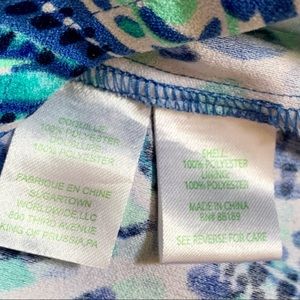 COQUILLE:
100% POLYESTER
DOUBLURE:
100% POLYESTER
FABRIQUE EN CHINE
SUGARTOWN
WORLDWIDE, LLC
800 THIRD AVENUE
KING OF PRUSSIA, PA
SHELL:
100% POLYESTER
LINING:
100% POLYESTER
MADE IN CHINA
RN# 88189
SEE REVERSE FOR CARE